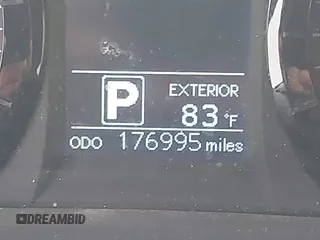 P
EXTERIOR
83 °F
ODO 176995 miles
DREAMBID